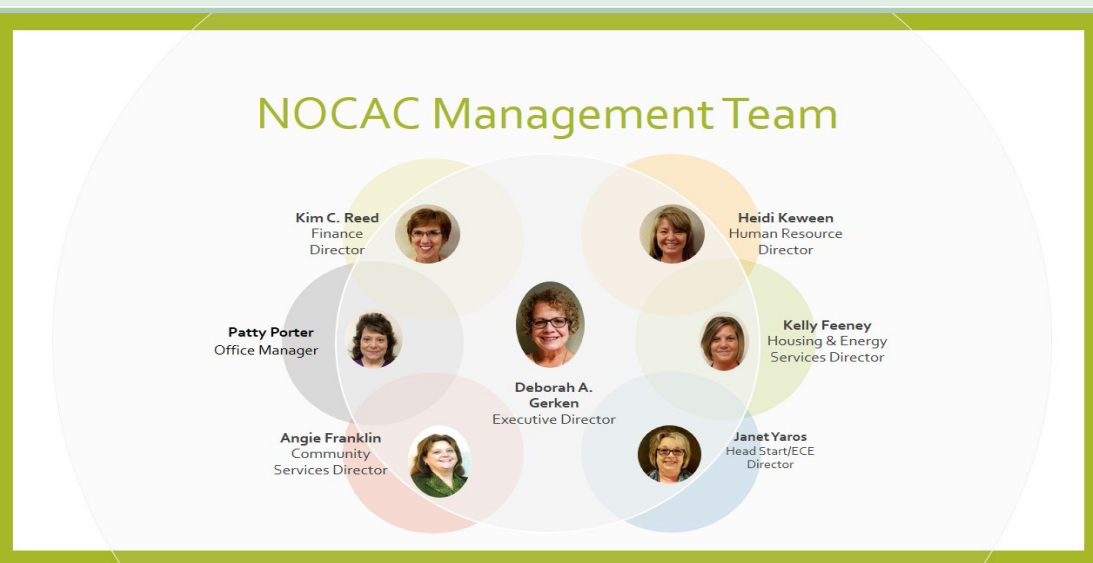 NOCAC Management Team
Kim C. Reed
Finance
Director
Heidi Keween
Human Resource
Director
Patty Porter
Office Manager
Deborah A.
Gerken
Executive Director
Kelly Feeney
Housing & Energy
Services Director
Angie Franklin
Community
Services Director
Janet Yaros
Head Start/ECE
Director